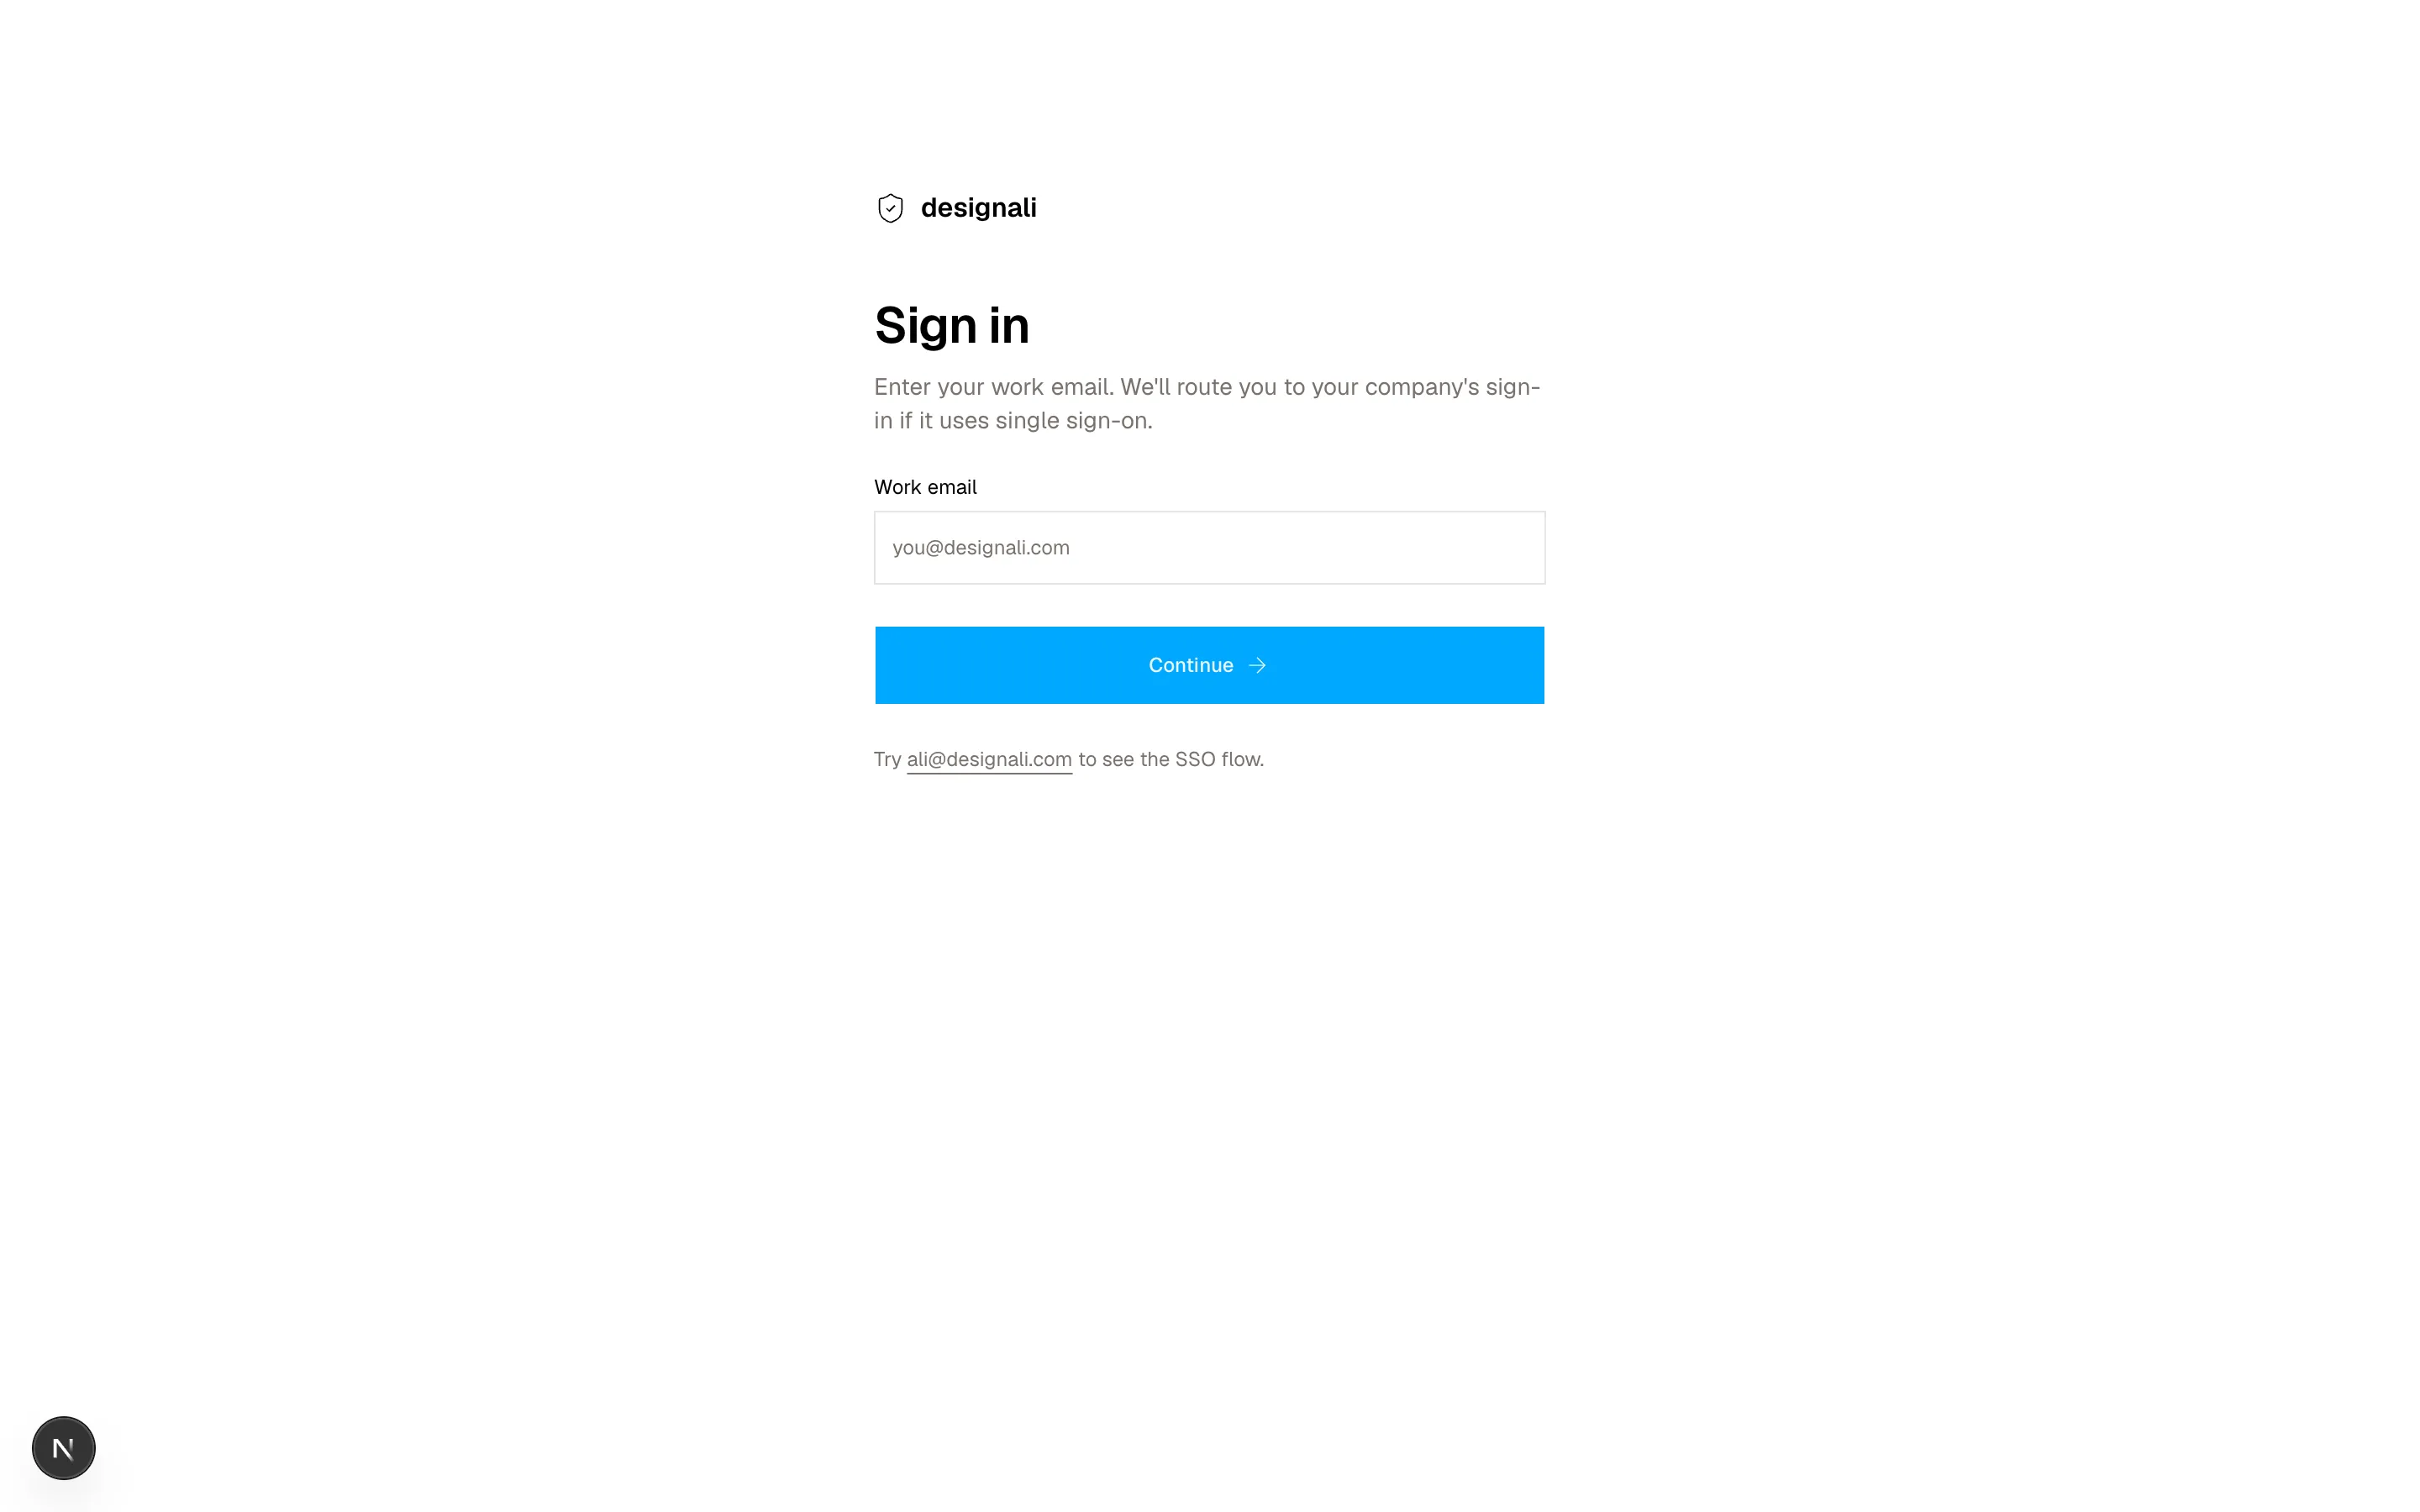 designali
Sign in
Enter your work email. We'll route you to your company's sign-
in if it uses single sign-on.
Work email
you@designali.com
Continue
Try ali@designali.com to see the SSO flow.
N